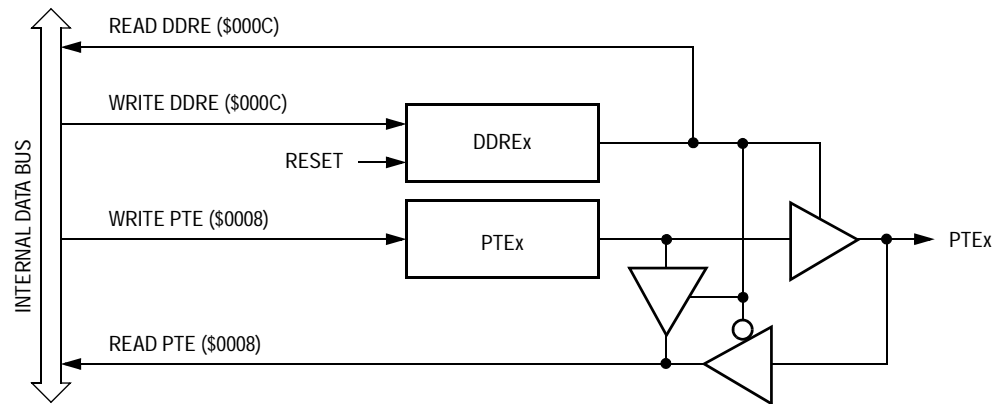 READ DDRE ($000C)
WRITE DDRE ($000C)
DDREx
RESET
WRITE PTE ($0008)
PTEx
PTEx
READ PTE ($0008)
INTERNAL DATA BUS